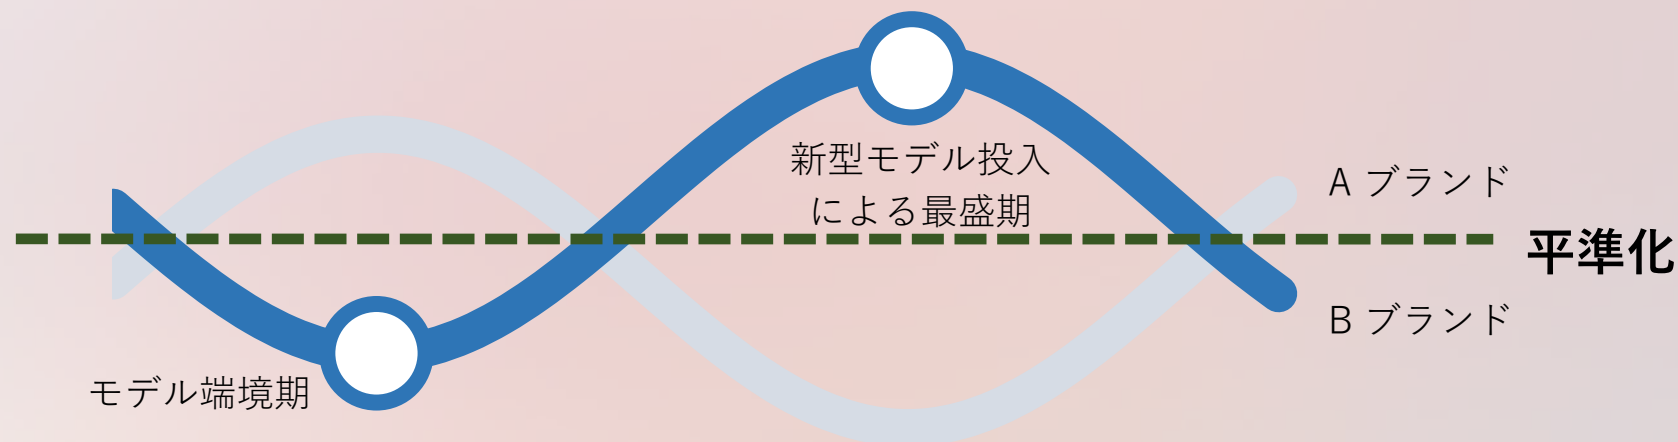 新型モデル投入
による最盛期
A ブランド
平準化
B ブランド
モデル端境期